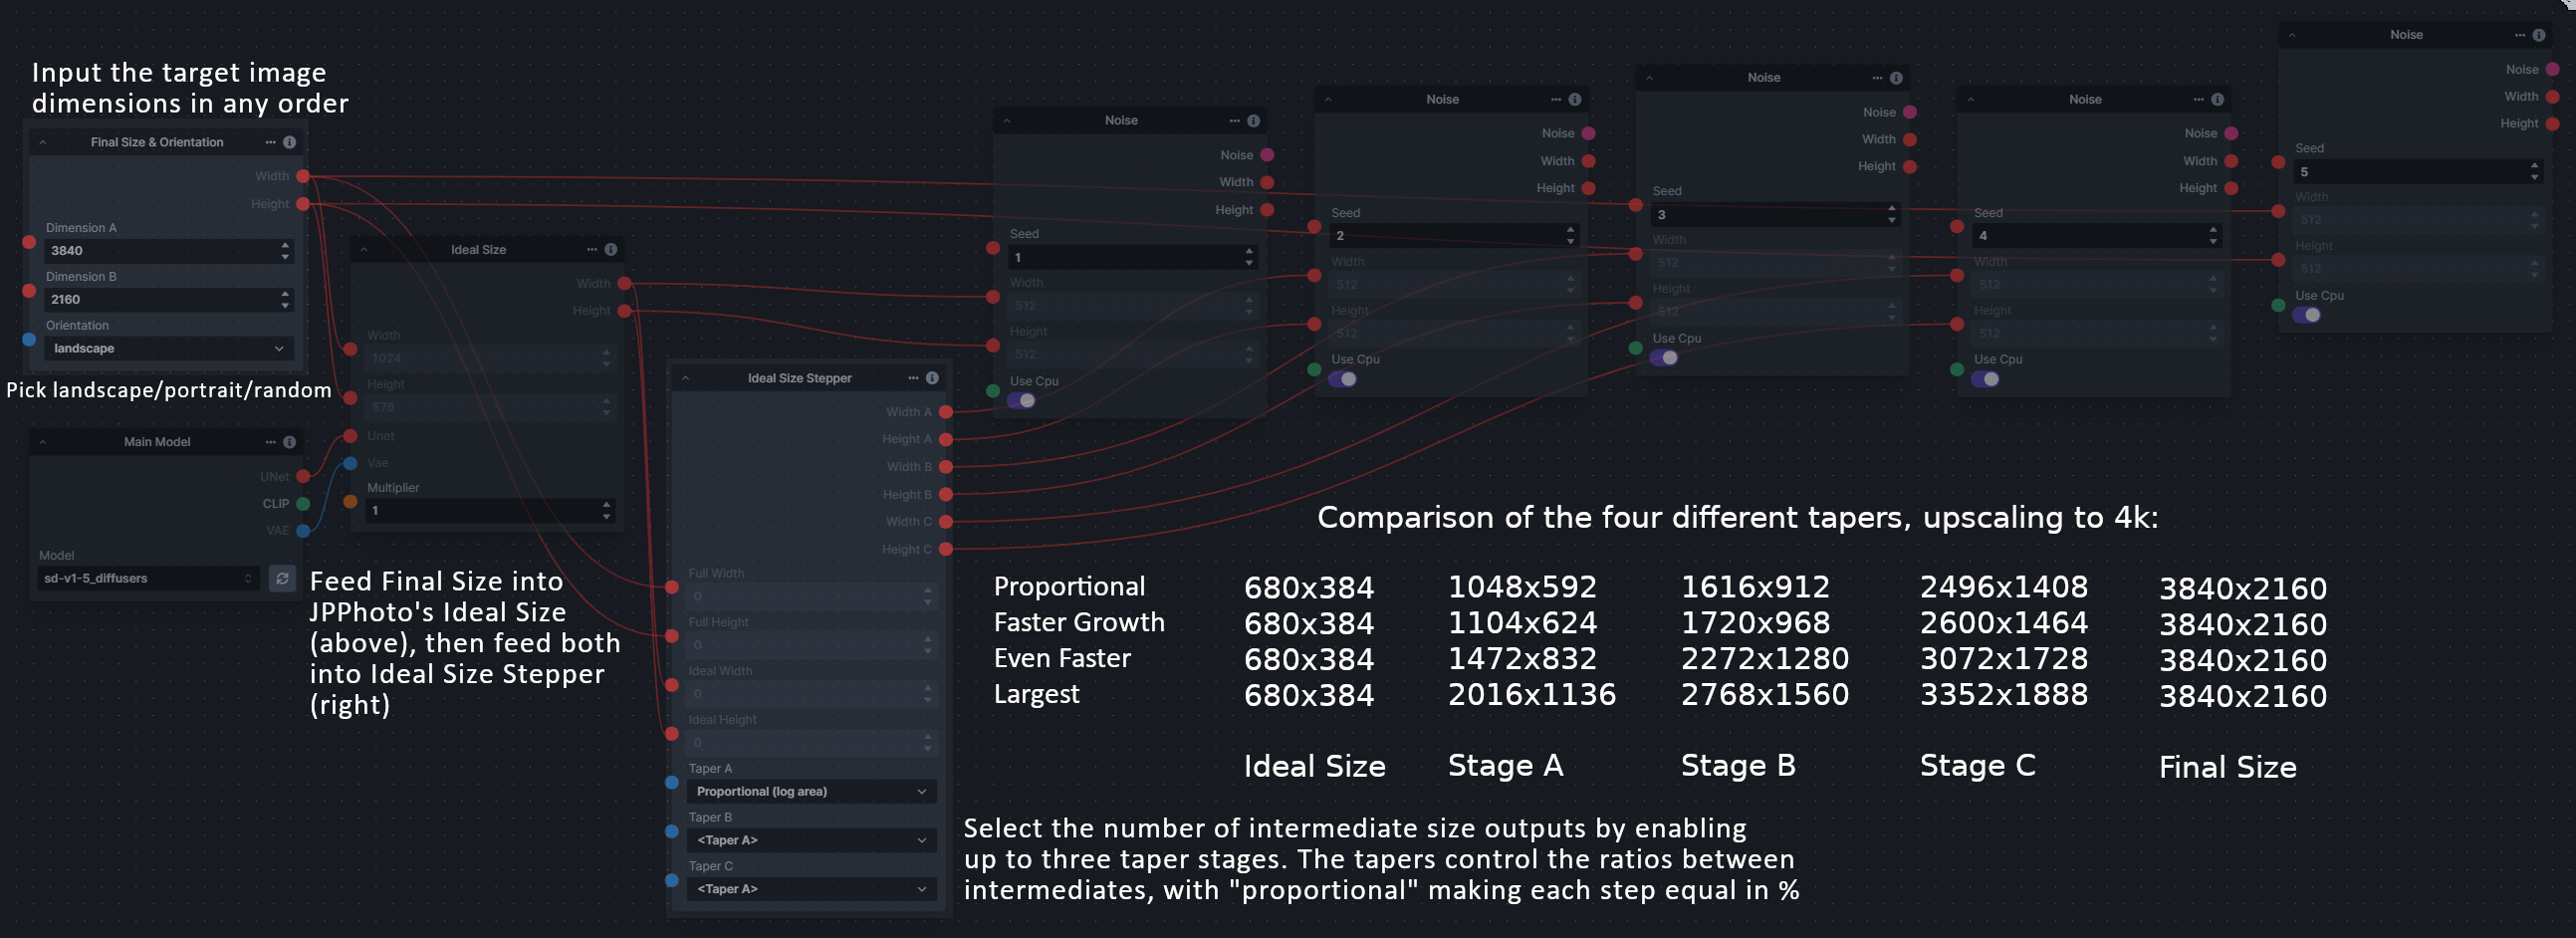 Input the target image
dimensions in any order
Final Size & Orientation
Width
Height
Dimension A
3840
Dimension B
2160
Orientation
landscape
Pick landscape/portrait/random
Main Model
UNet
CLIP
VAE
Model
sd-v1-5_diffusers
Ideal Size
Width
Height
Width
1024
Height
576
Unet
Vae
Multiplier
1
Feed Final Size into
JPPhoto's Ideal Size
(above), then feed both
into Ideal Size Stepper
(right)
Ideal Size Stepper
Width A
Height A
Width B
Height B
Width C
Height C
Full Width
0
Full Height
0
Ideal Width
0
Ideal Height
0
Taper A
Proportional (log area)
Taper B
<Taper A>
Taper C
<Taper A>
Noise
Noise
Width
Height
Seed
1
Width
512
Height
512
Use Cpu
Noise
Noise
Width
Height
Seed
2
Width
512
Height
512
Use Cpu
Noise
Noise
Width
Height
Seed
3
Width
512
Height
512
Use Cpu
Noise
Noise
Width
Height
Seed
4
Width
512
Height
512
Use Cpu
Noise
Noise
Width
Height
Seed
5
Width
512
Height
512
Use Cpu
Comparison of the four different tapers, upscaling to 4k:
Proportional 680x384 1048x592 1616x912 2496x1408 3840x2160
Faster Growth 680x384 1104x624 1720x968 2600x1464 3840x2160
Even Faster 680x384 1472x832 2272x1280 3072x1728 3840x2160
Largest 680x384 2016x1136 2768x1560 3352x1888 3840x2160
Ideal Size Stage A Stage B Stage C Final Size
Select the number of intermediate size outputs by enabling
up to three taper stages. The tapers control the ratios between
intermediates, with "proportional" making each step equal in %